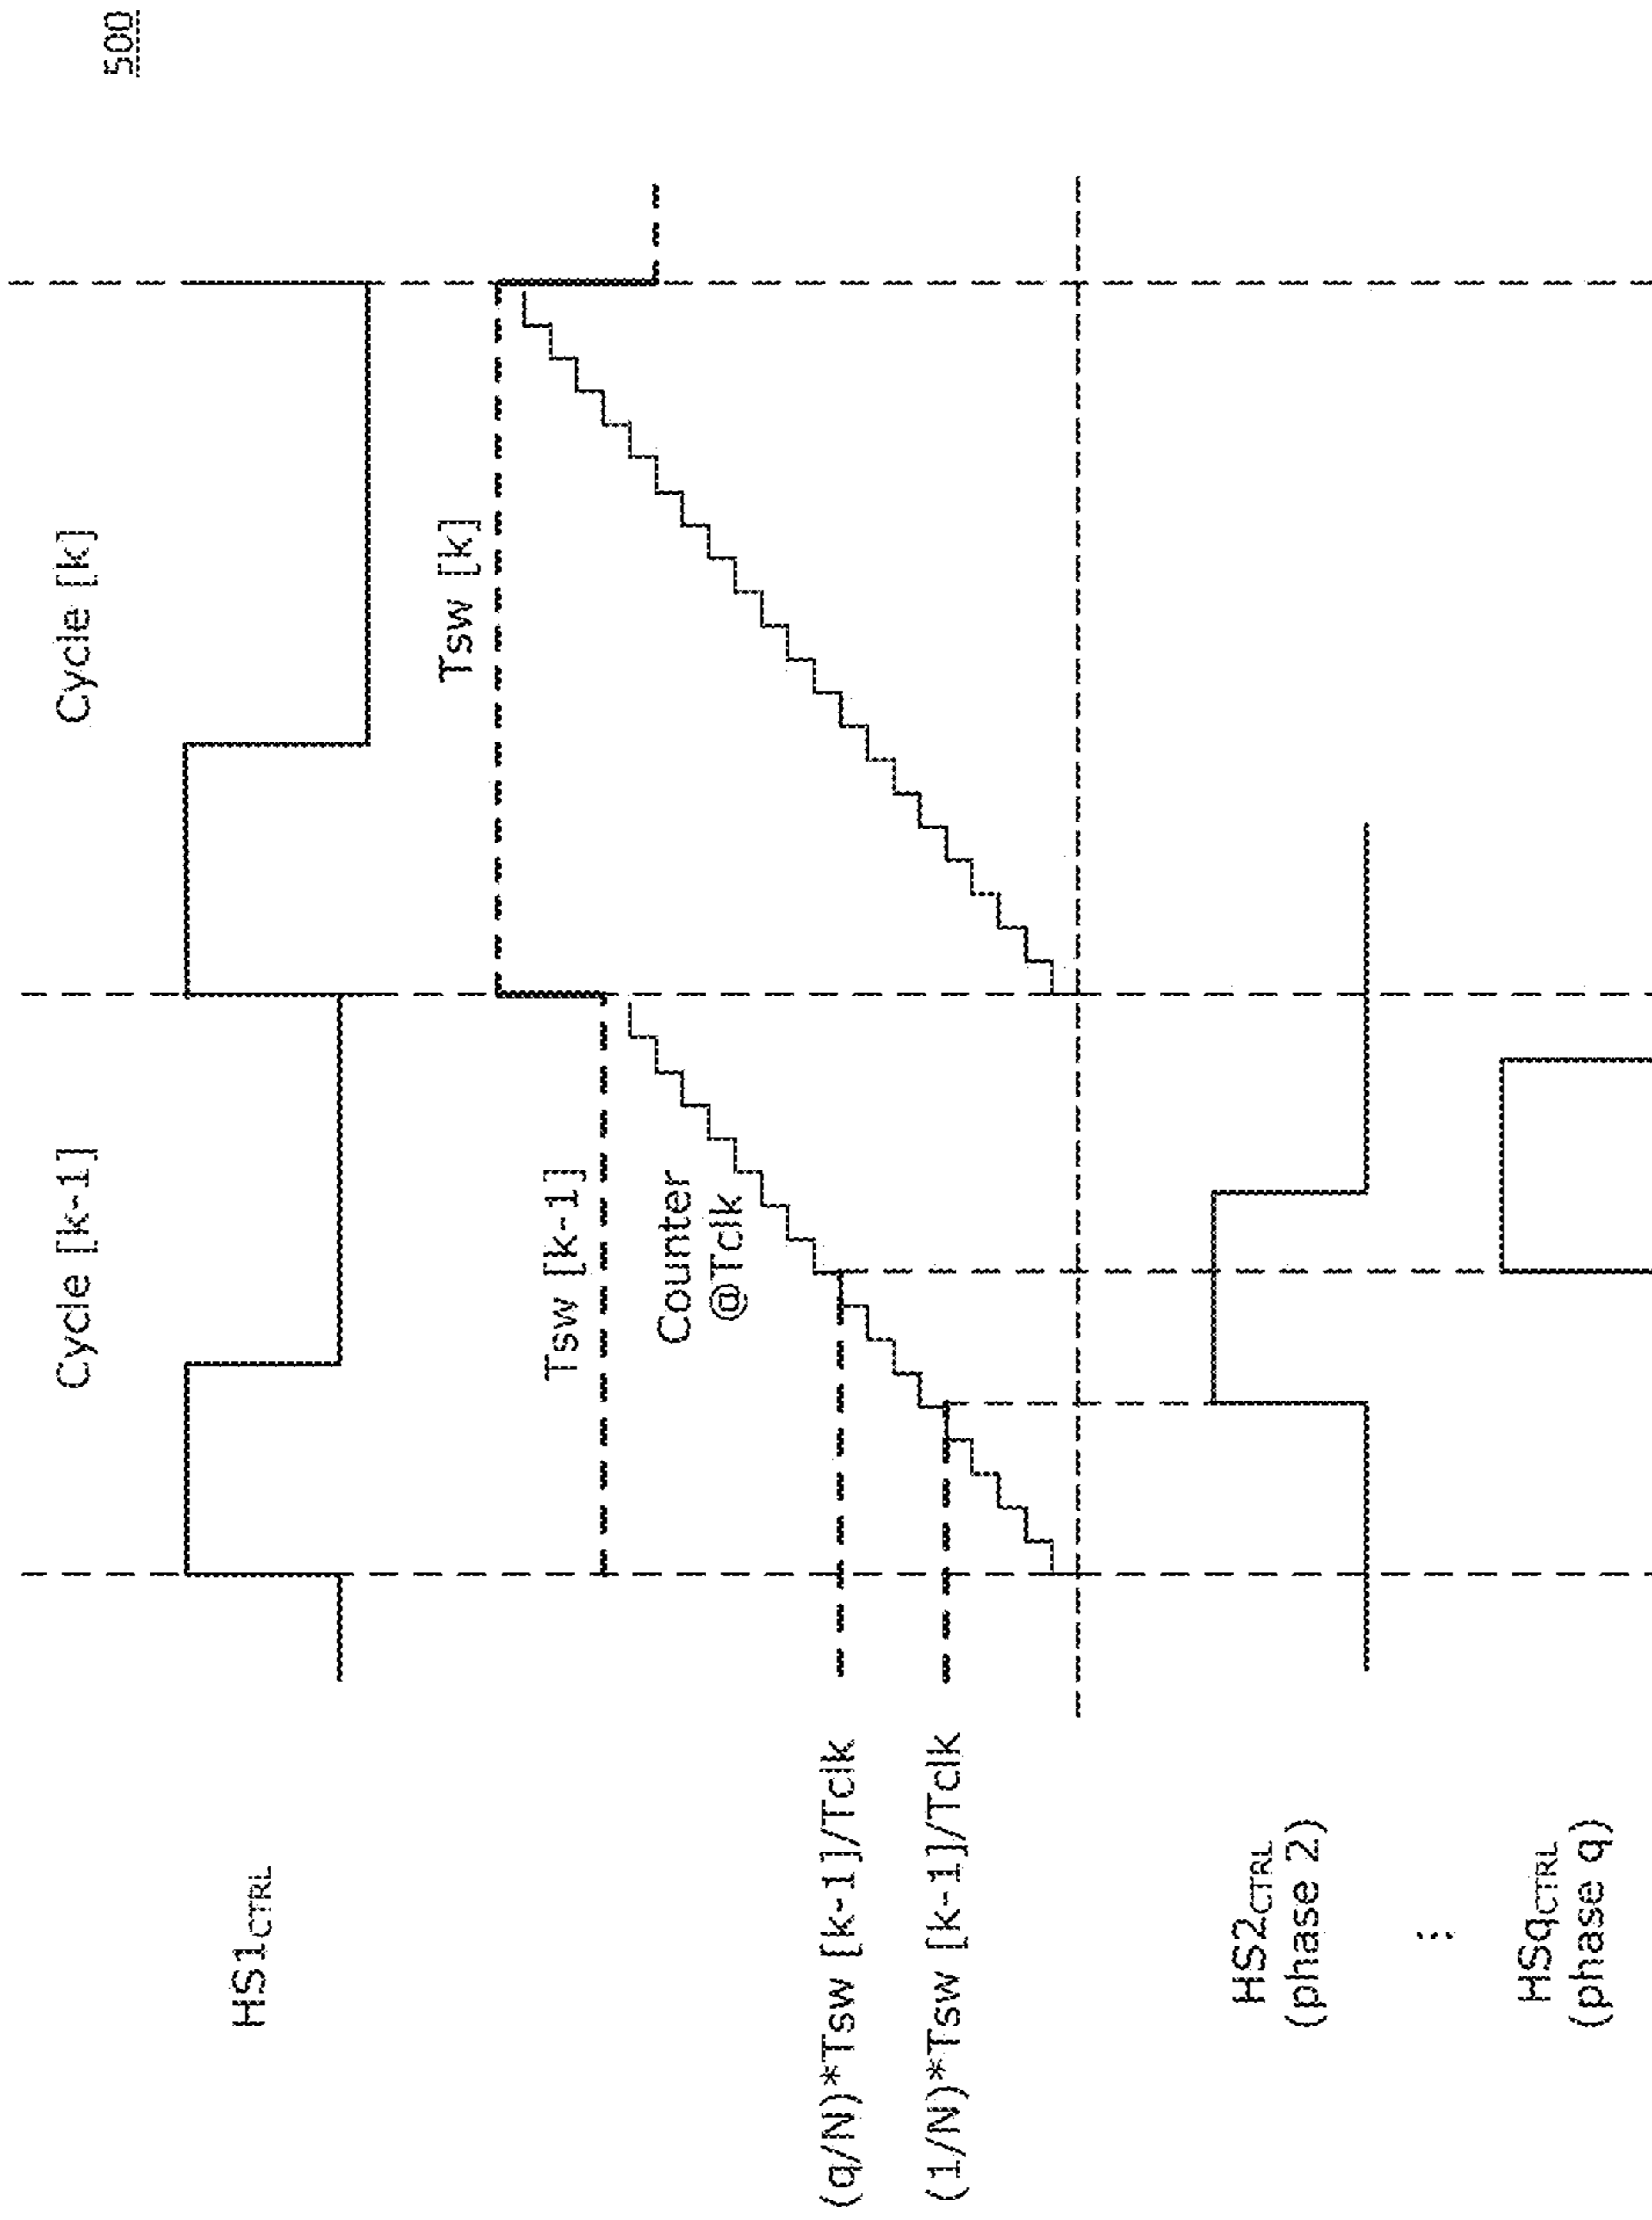 500
Cycle [k-1]
Cycle [k]
HS1CTRL
Tsw [k]
Tsw [k-1]
Counter
@Tclk
(q/N)*Tsw [k-1]/Tclk
(1/N)*Tsw [k-1]/Tclk
HS2CTRL
(phase 2)
⋮
HSqCTRL
(phase q)